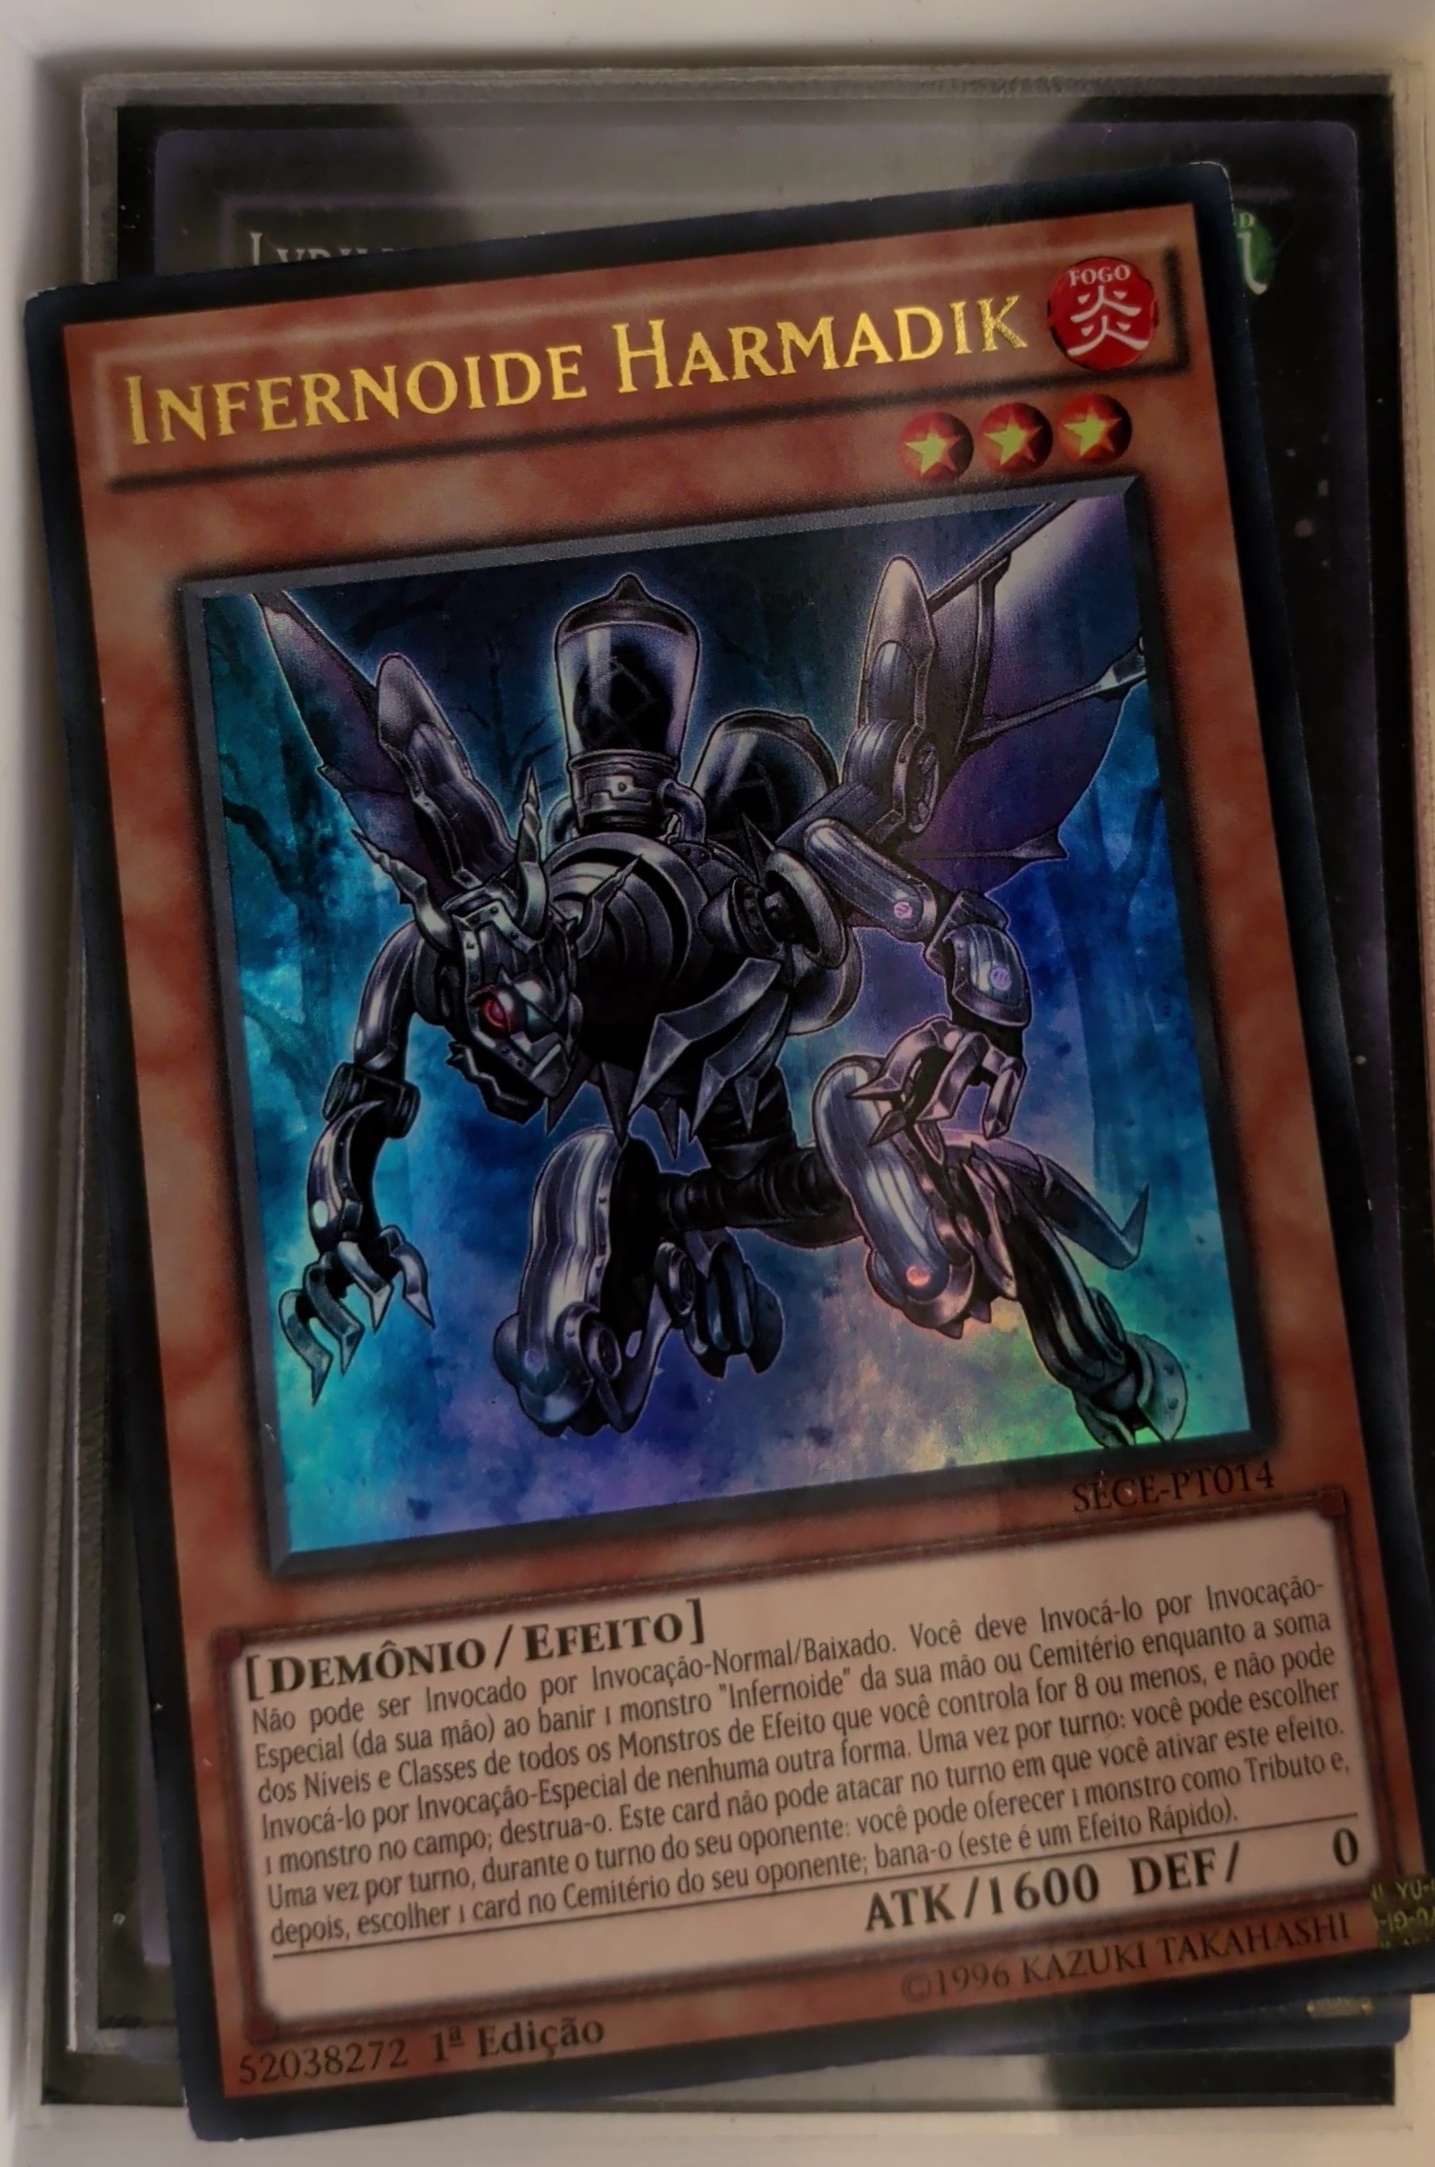 INFERNOIDE HARMADIK
FOGO
炎
SECE-PT014
[DEMÔNIO/EFEITO]
Não pode ser Invocado por Invocação-Normal/Baixado. Você deve Invocá-lo por Invocação-
Especial (da sua mão) ao banir 1 monstro "Infernoide" da sua mão ou Cemitério enquanto a soma
dos Níveis e Classes de todos os Monstros de Efeito que você controla for 8 ou menos, e não pode
Invocá-lo por Invocação-Especial de nenhuma outra forma. Uma vez por turno: você pode escolher
1 monstro no campo; destrua-o. Este card não pode atacar no turno em que você ativar este efeito.
Uma vez por turno, durante o turno do seu oponente: você pode oferecer 1 monstro como Tributo e,
depois, escolher 1 card no Cemitério do seu oponente; bana-o (este é um Efeito Rápido).
ATK/1600 DEF/ 0
©1996 KAZUKI TAKAHASHI
52038272 1ª Edição